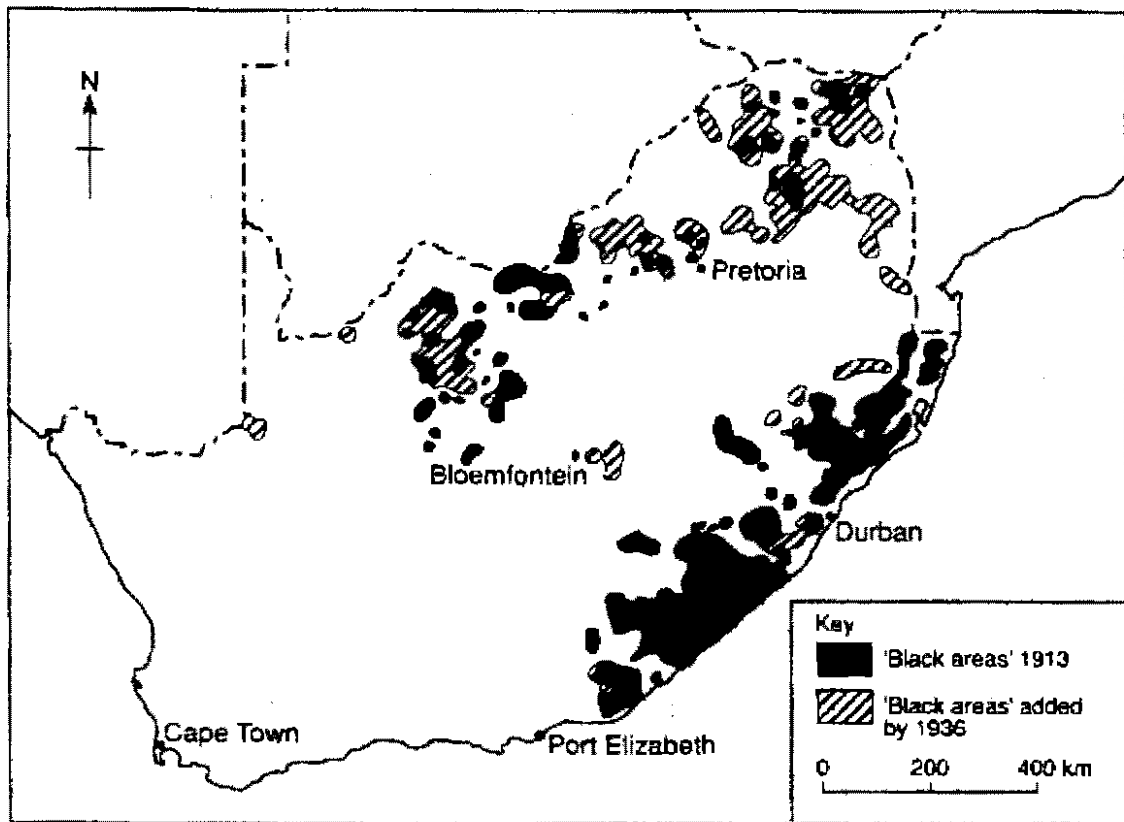 N
Pretoria
Bloemfontein
Durban
Cape Town
Port Elizabeth
Key
'Black areas' 1913
'Black areas' added
by 1936
0 200 400 km